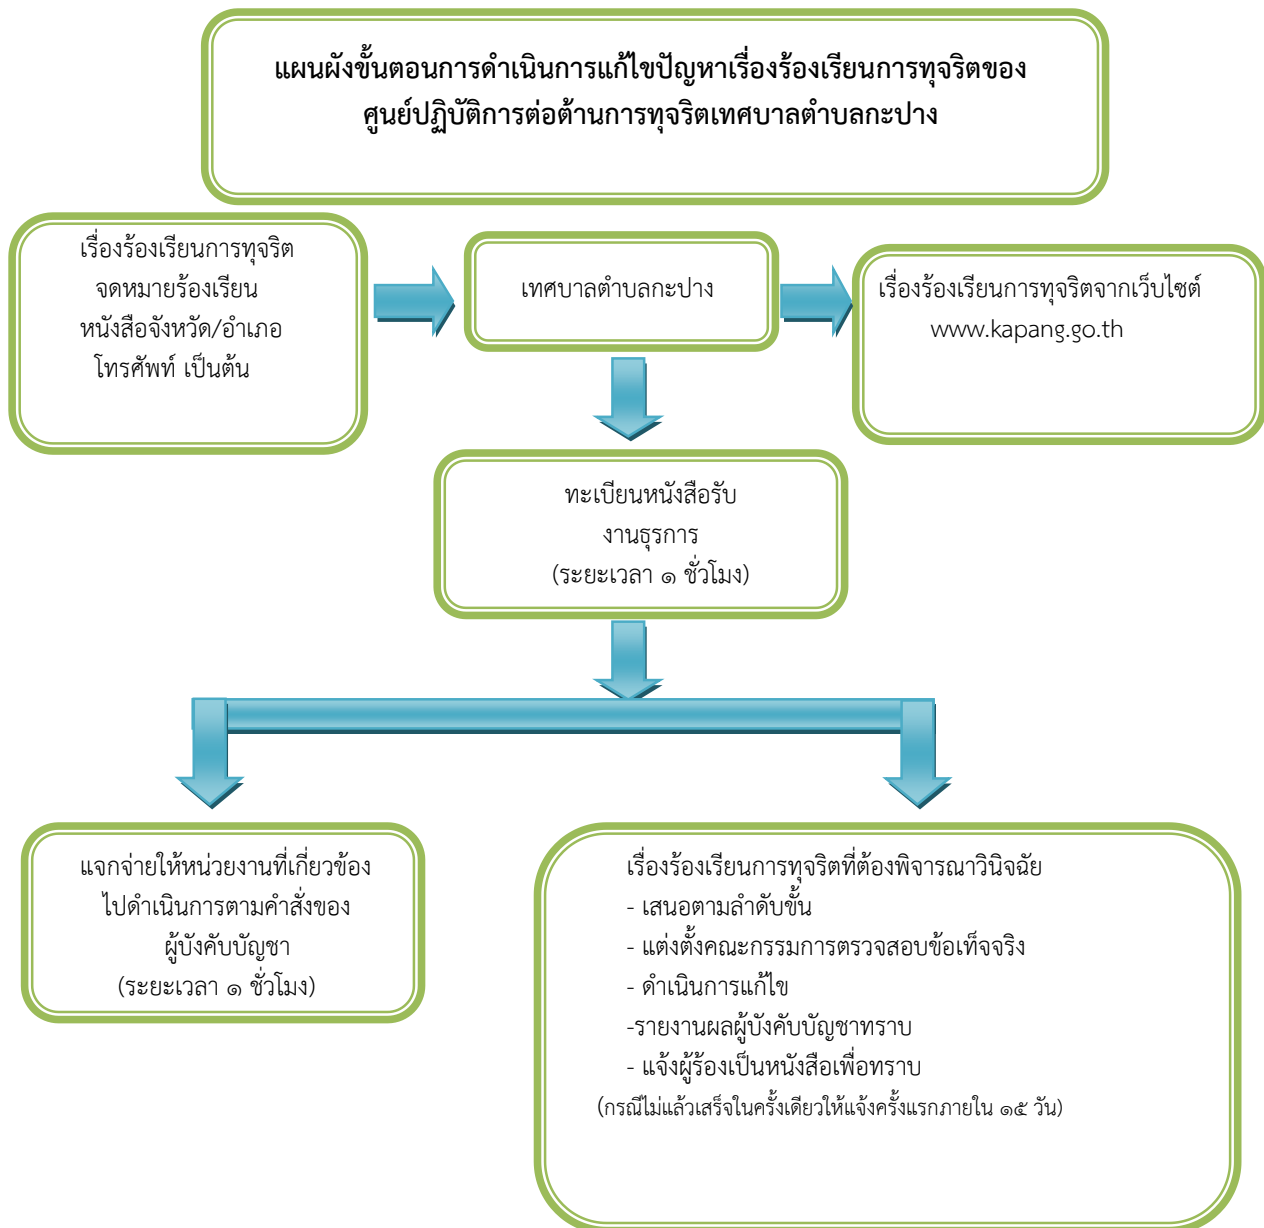 แผนผังขั้นตอนการดำเนินการแก้ไขปัญหาเรื่องร้องเรียนการทุจริตของ
ศูนย์ปฏิบัติการต่อต้านการทุจริตเทศบาลตำบลกะปาง
เรื่องร้องเรียนการทุจริต
จดหมายร้องเรียน
หนังสือจังหวัด/อำเภอ
โทรศัพท์ เป็นต้น
เทศบาลตำบลกะปาง
เรื่องร้องเรียนการทุจริตจากเว็บไซต์
www.kapang.go.th
ทะเบียนหนังสือรับ
งานธุรการ
(ระยะเวลา ๑ ชั่วโมง)
แจกจ่ายให้หน่วยงานที่เกี่ยวข้อง
ไปดำเนินการตามคำสั่งของ
ผู้บังคับบัญชา
(ระยะเวลา ๑ ชั่วโมง)
เรื่องร้องเรียนการทุจริตที่ต้องพิจารณาวินิจฉัย
- เสนอตามลำดับขั้น
- แต่งตั้งคณะกรรมการตรวจสอบข้อเท็จจริง
- ดำเนินการแก้ไข
-รายงานผลผู้บังคับบัญชาทราบ
- แจ้งผู้ร้องเป็นหนังสือเพื่อทราบ
(กรณีไม่แล้วเสร็จในครั้งเดียวให้แจ้งครั้งแรกภายใน ๑๕ วัน)